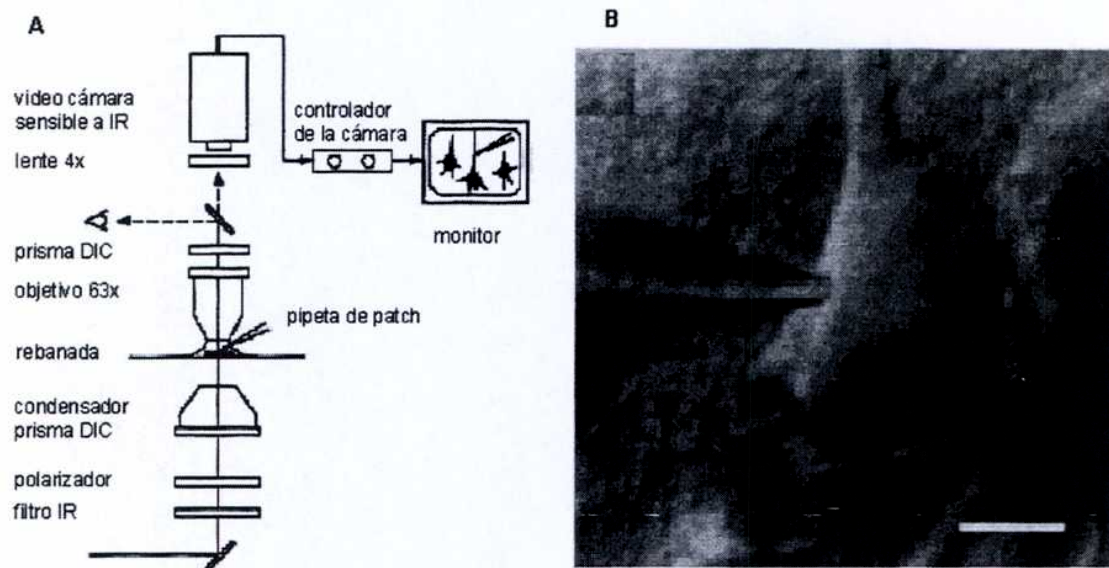 A
video cámara
sensible a IR
lente 4x
controlador
de la cámara
monitor
prisma DIC
objetivo 63x
pipeta de patch
rebanada
condensador
prisma DIC
polarizador
filtro IR
B